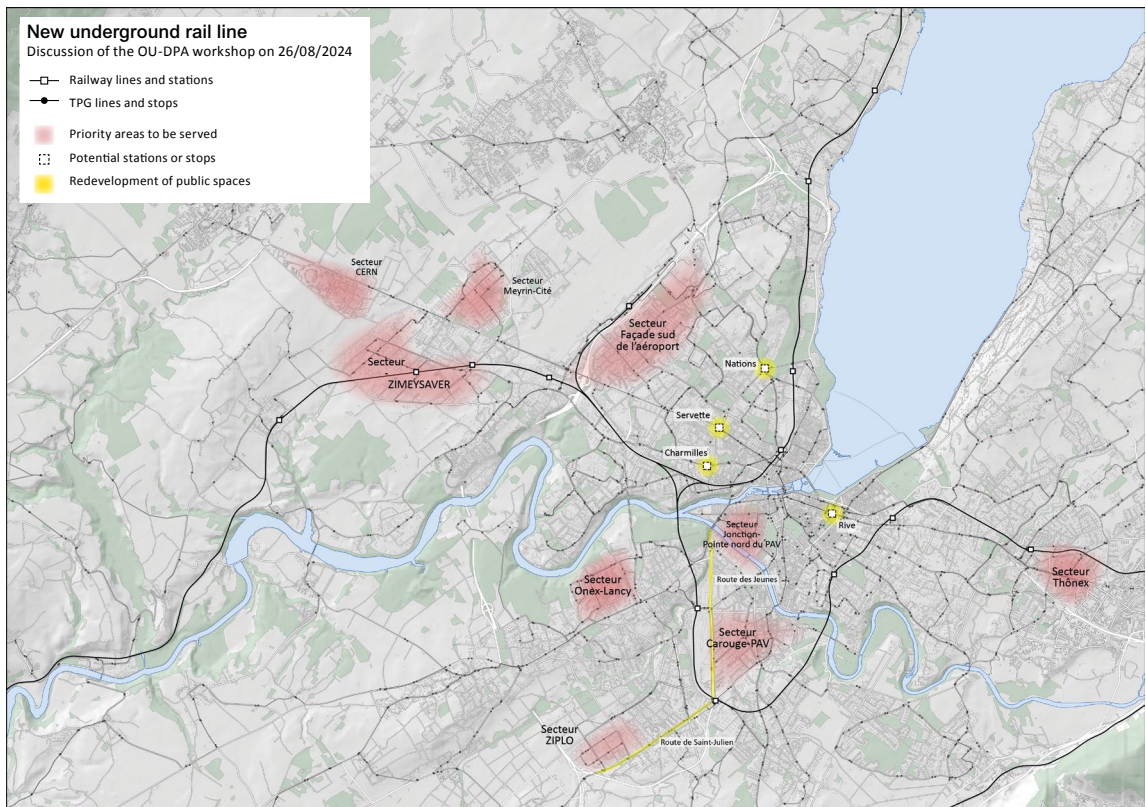 New underground rail line
Discussion of the OU-DPA workshop on 26/08/2024
Railway lines and stations
TPG lines and stops
Priority areas to be served
Potential stations or stops
Redevelopment of public spaces
Secteur
CERN
Secteur
Meyrin-Cité
Secteur
Façade sud
de l'aéroport
Secteur
ZIMEYSAVER
Nations
Servette
Charmilles
Rive
Secteur
Jonction-
Pointe nord du PAV
Secteur
Onex-Lancy
Route des Jeunes
Secteur
Thônex
Secteur
Carouge-PAV
Secteur
ZIPLO
Route de Saint-Julien